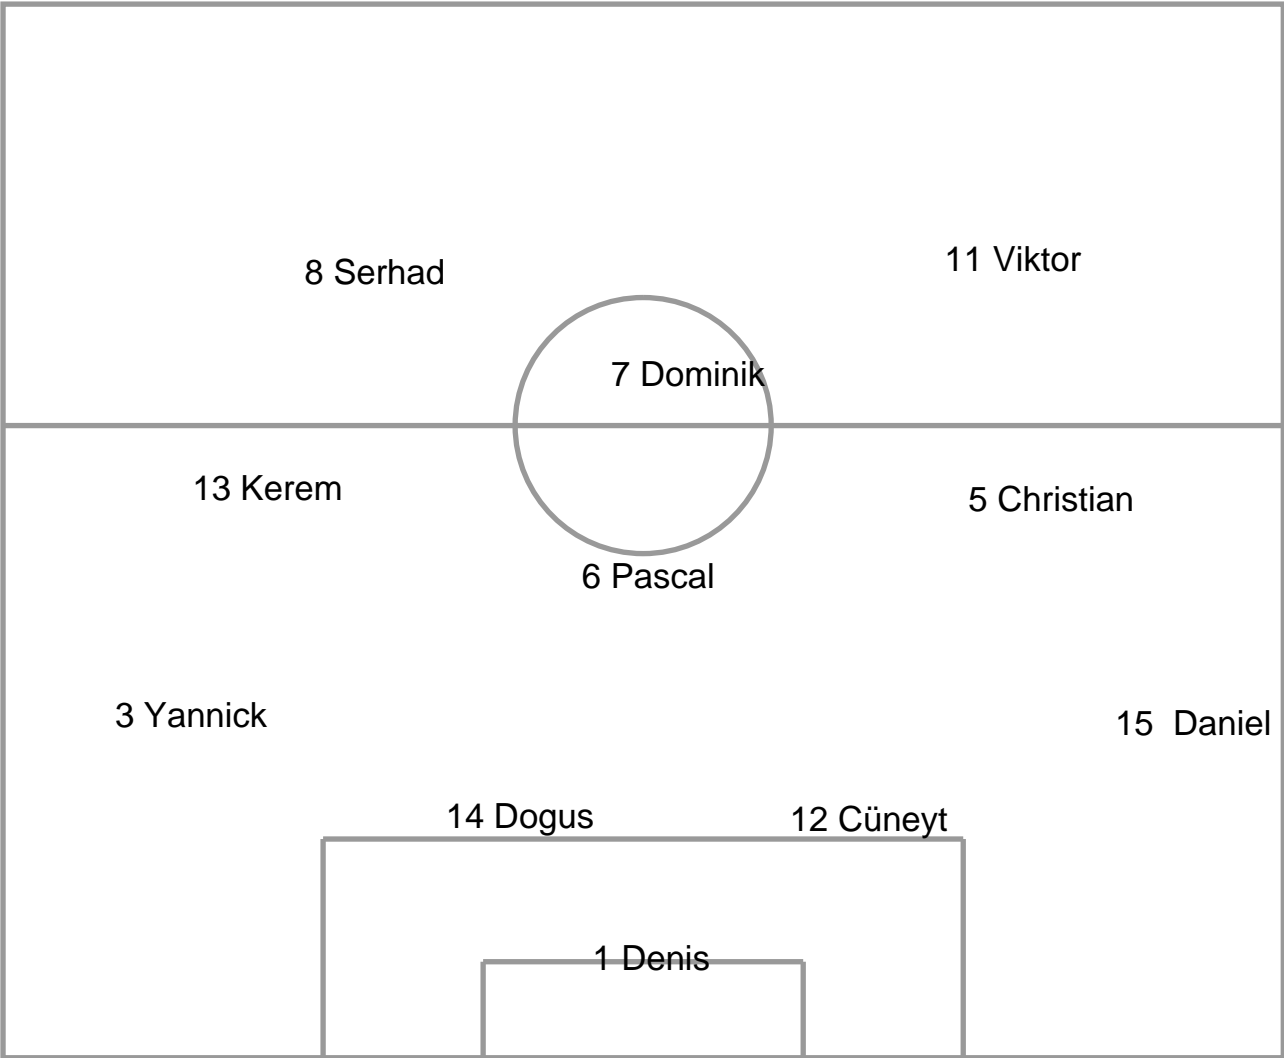 11 Viktor
8 Serhad
7 Dominik
13 Kerem
5 Christian
6 Pascal
3 Yannick
15  Daniel
14 Dogus
12 Cüneyt
1 Denis